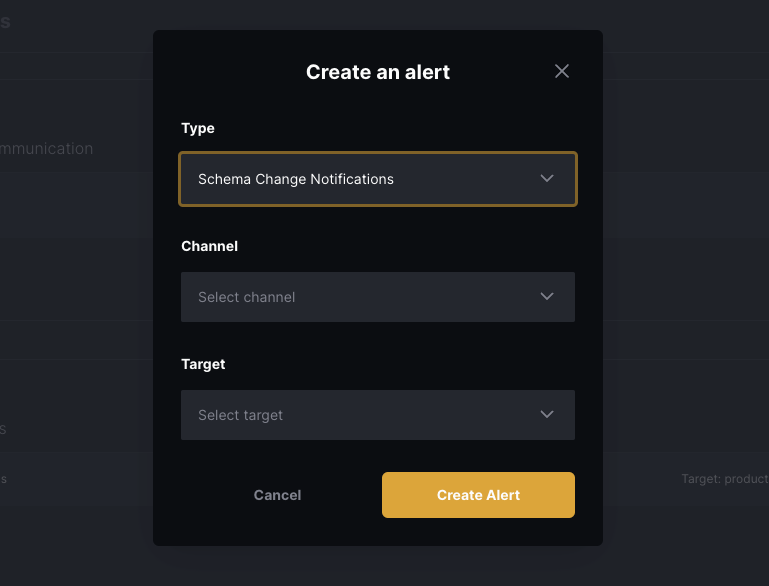 Create an alert
mmunication
Type
Schema Change Notifications
Channel
Select channel
Target
Select target
s
s
s
Target: product
Cancel
Create Alert